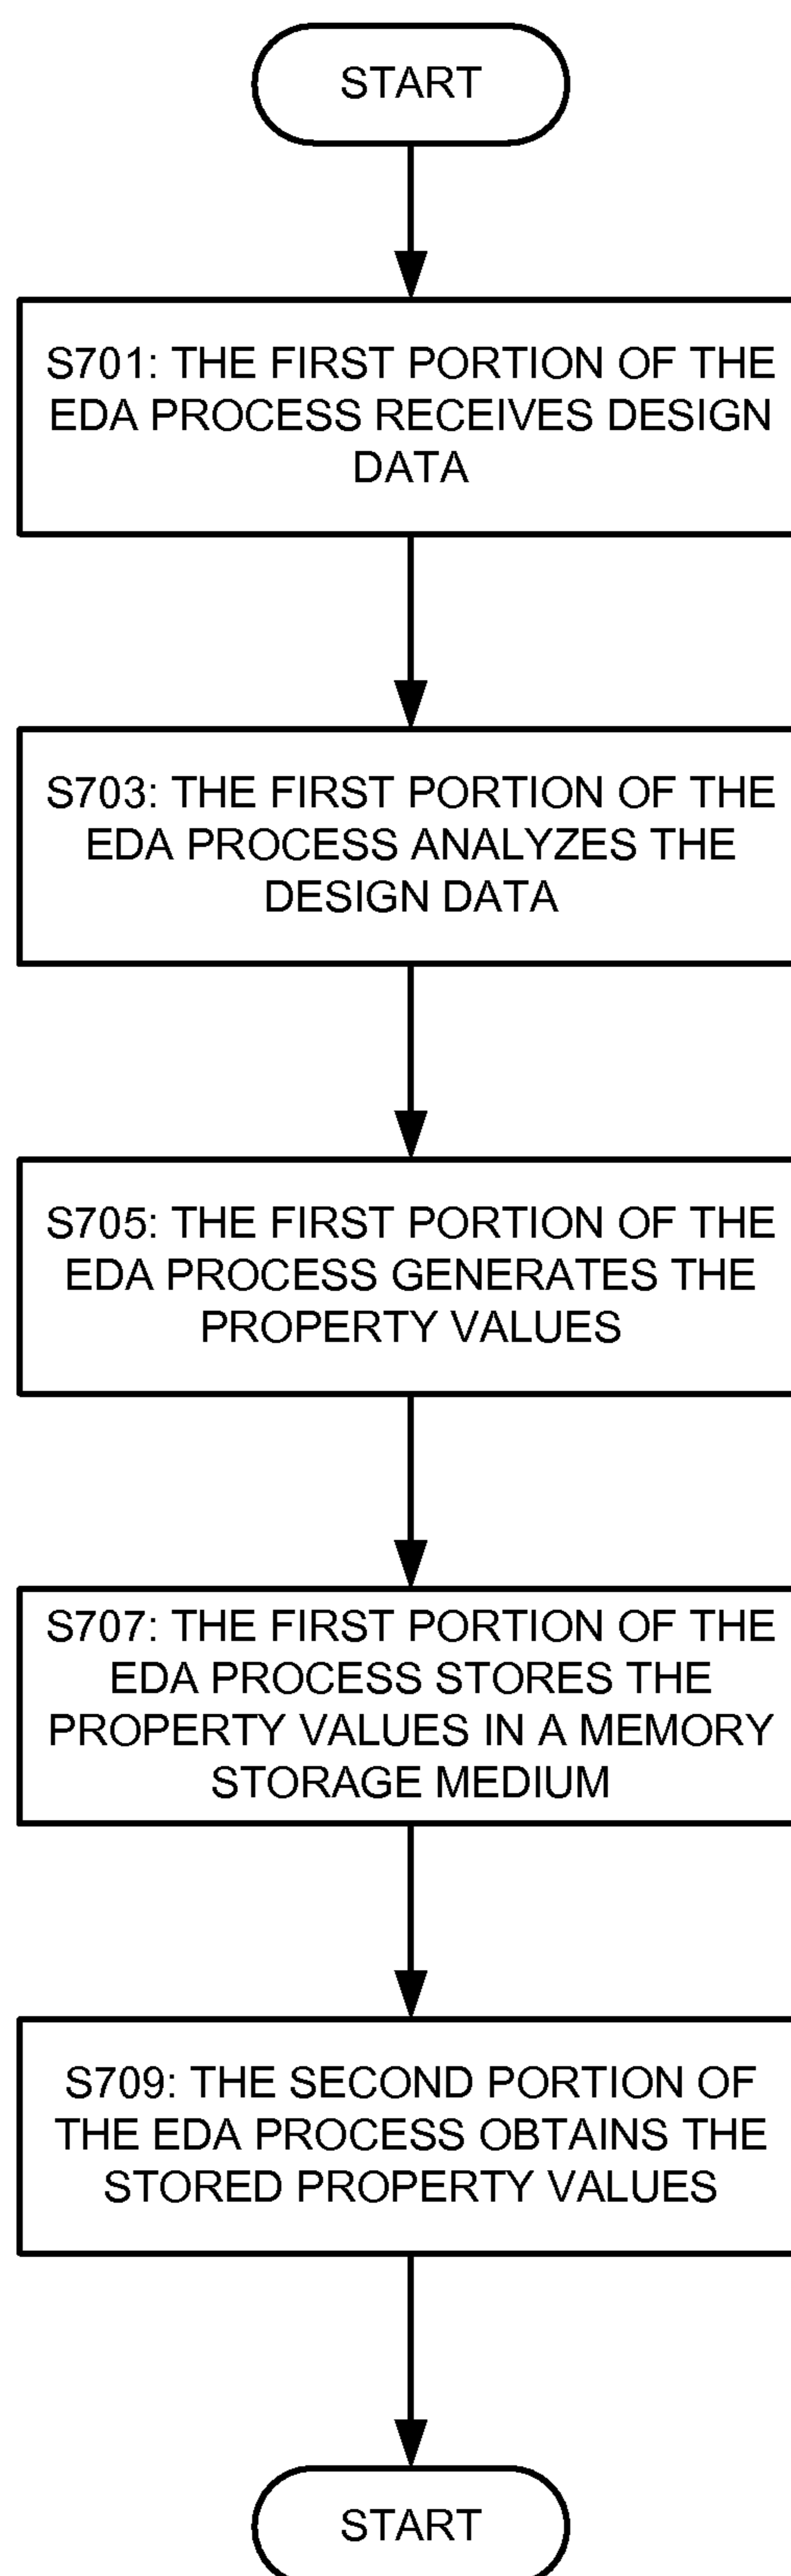 START
S701: THE FIRST PORTION OF THE
EDA PROCESS RECEIVES DESIGN
DATA
S703: THE FIRST PORTION OF THE
EDA PROCESS ANALYZES THE
DESIGN DATA
S705: THE FIRST PORTION OF THE
EDA PROCESS GENERATES THE
PROPERTY VALUES
S707: THE FIRST PORTION OF THE
EDA PROCESS STORES THE
PROPERTY VALUES IN A MEMORY
STORAGE MEDIUM
S709: THE SECOND PORTION OF
THE EDA PROCESS OBTAINS THE
STORED PROPERTY VALUES
START